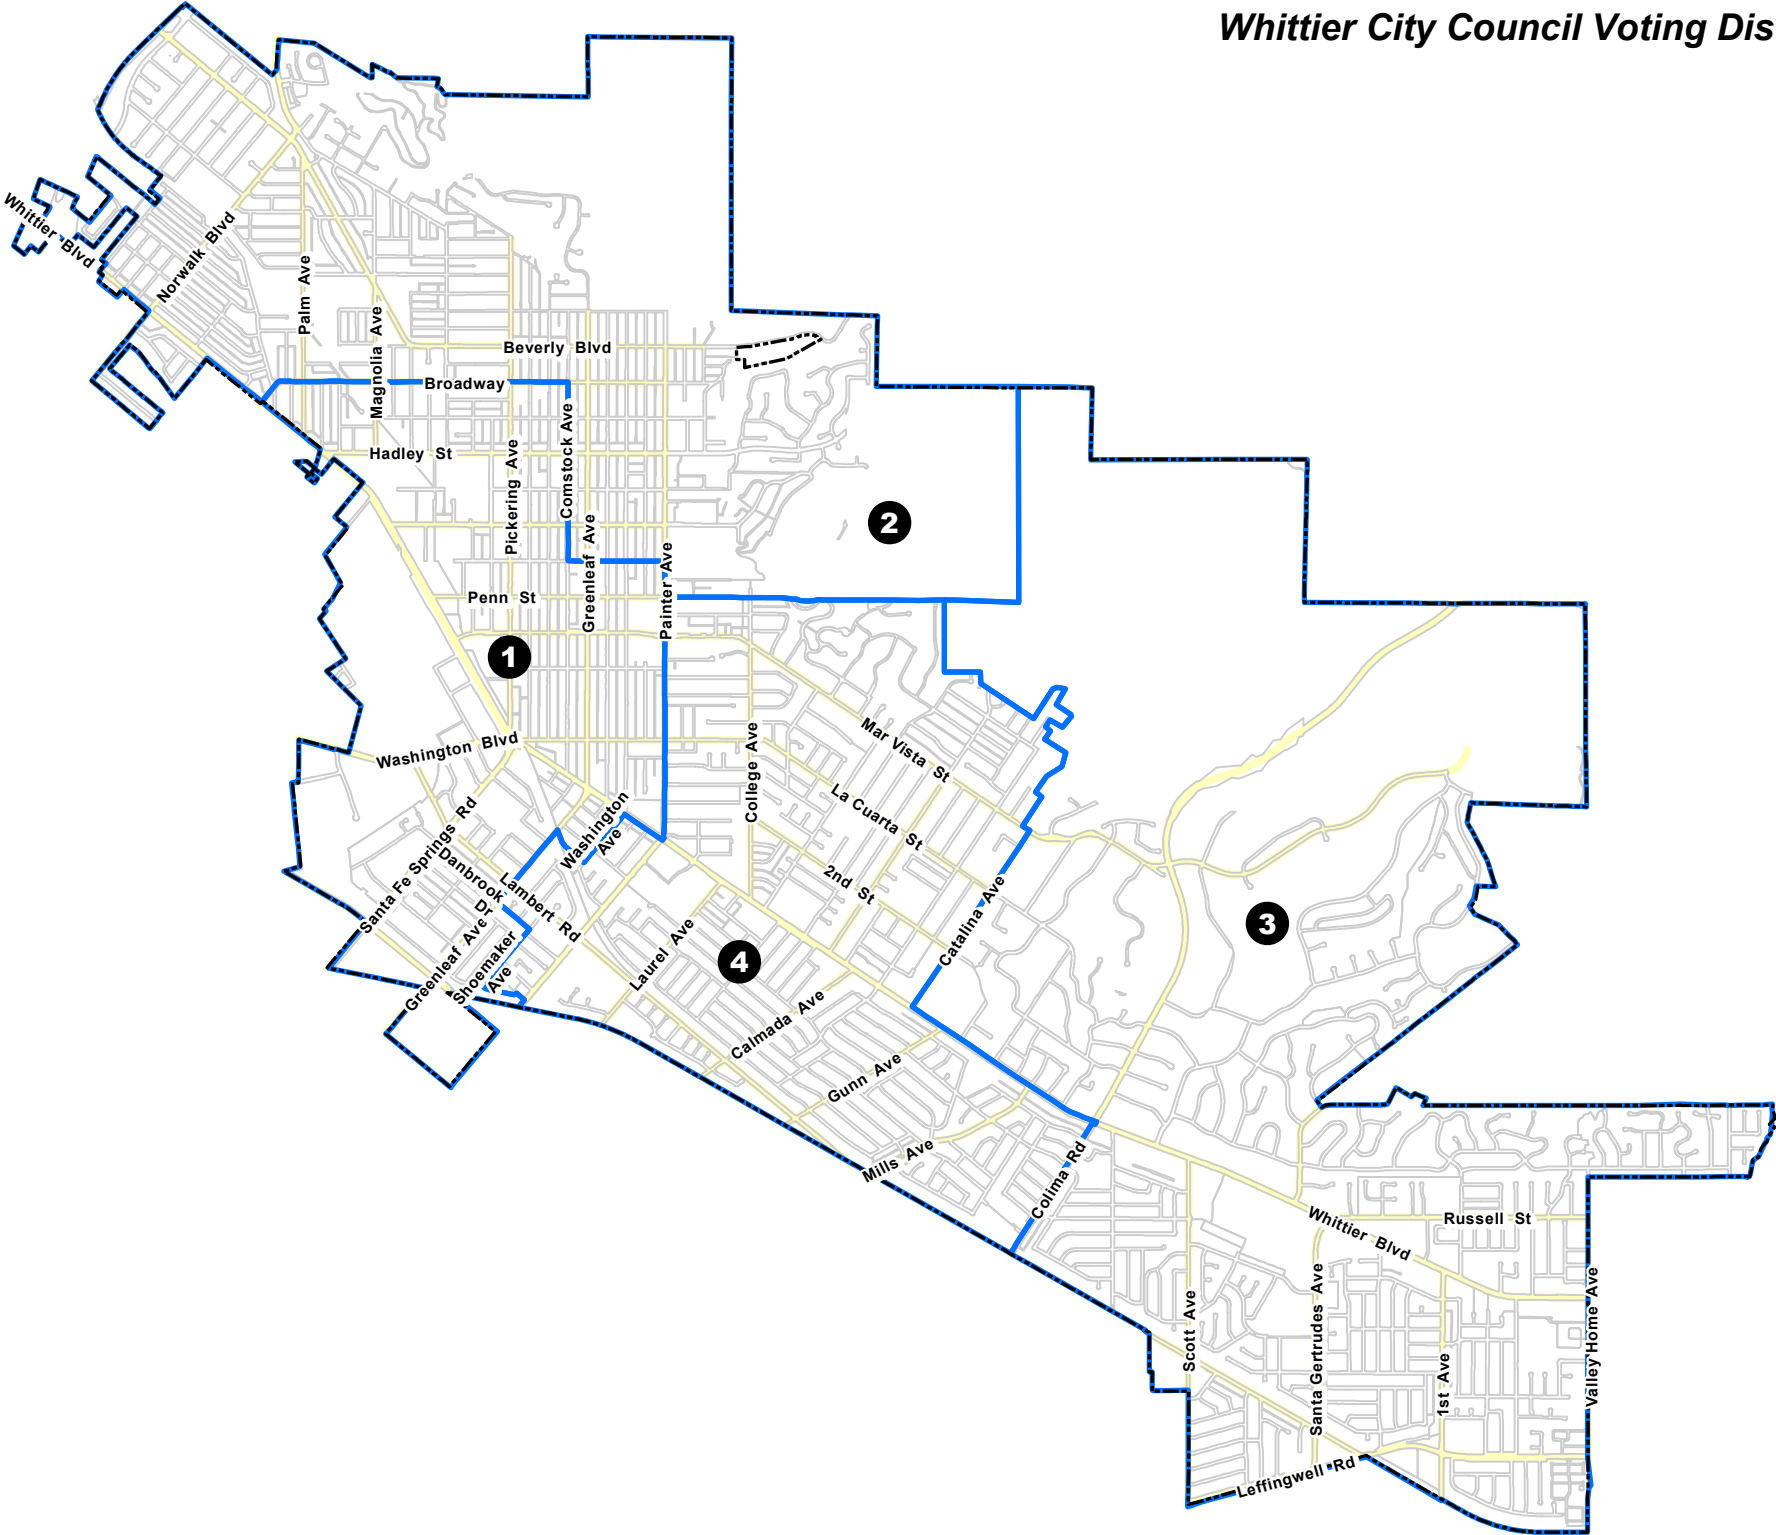 Whittier City Council Voting Dis
Whittier Blvd
Norwalk Blvd
Palm Ave
Magnolia Ave
Beverly Blvd
Broadway
Comstock Ave
Hadley St
Pickering Ave
2
Greenleaf Ave
Painter Ave
Penn St
1
Washington Blvd
College Ave
Mar Vista St
La Cuarta St
2nd St
Santa Fe Springs Rd
Washington
Ave
Danbrook
Dr
Lambert Rd
Catalina Ave
3
Greenleaf Ave
Shoemaker
Ave
Laurel Ave
4
Calmada Ave
Gunn Ave
Mills Ave
Colima Rd
Russell St
Whittier Blvd
Scott Ave
Santa Gertrudes Ave
1st Ave
Valley Home Ave
Leffingwell Rd